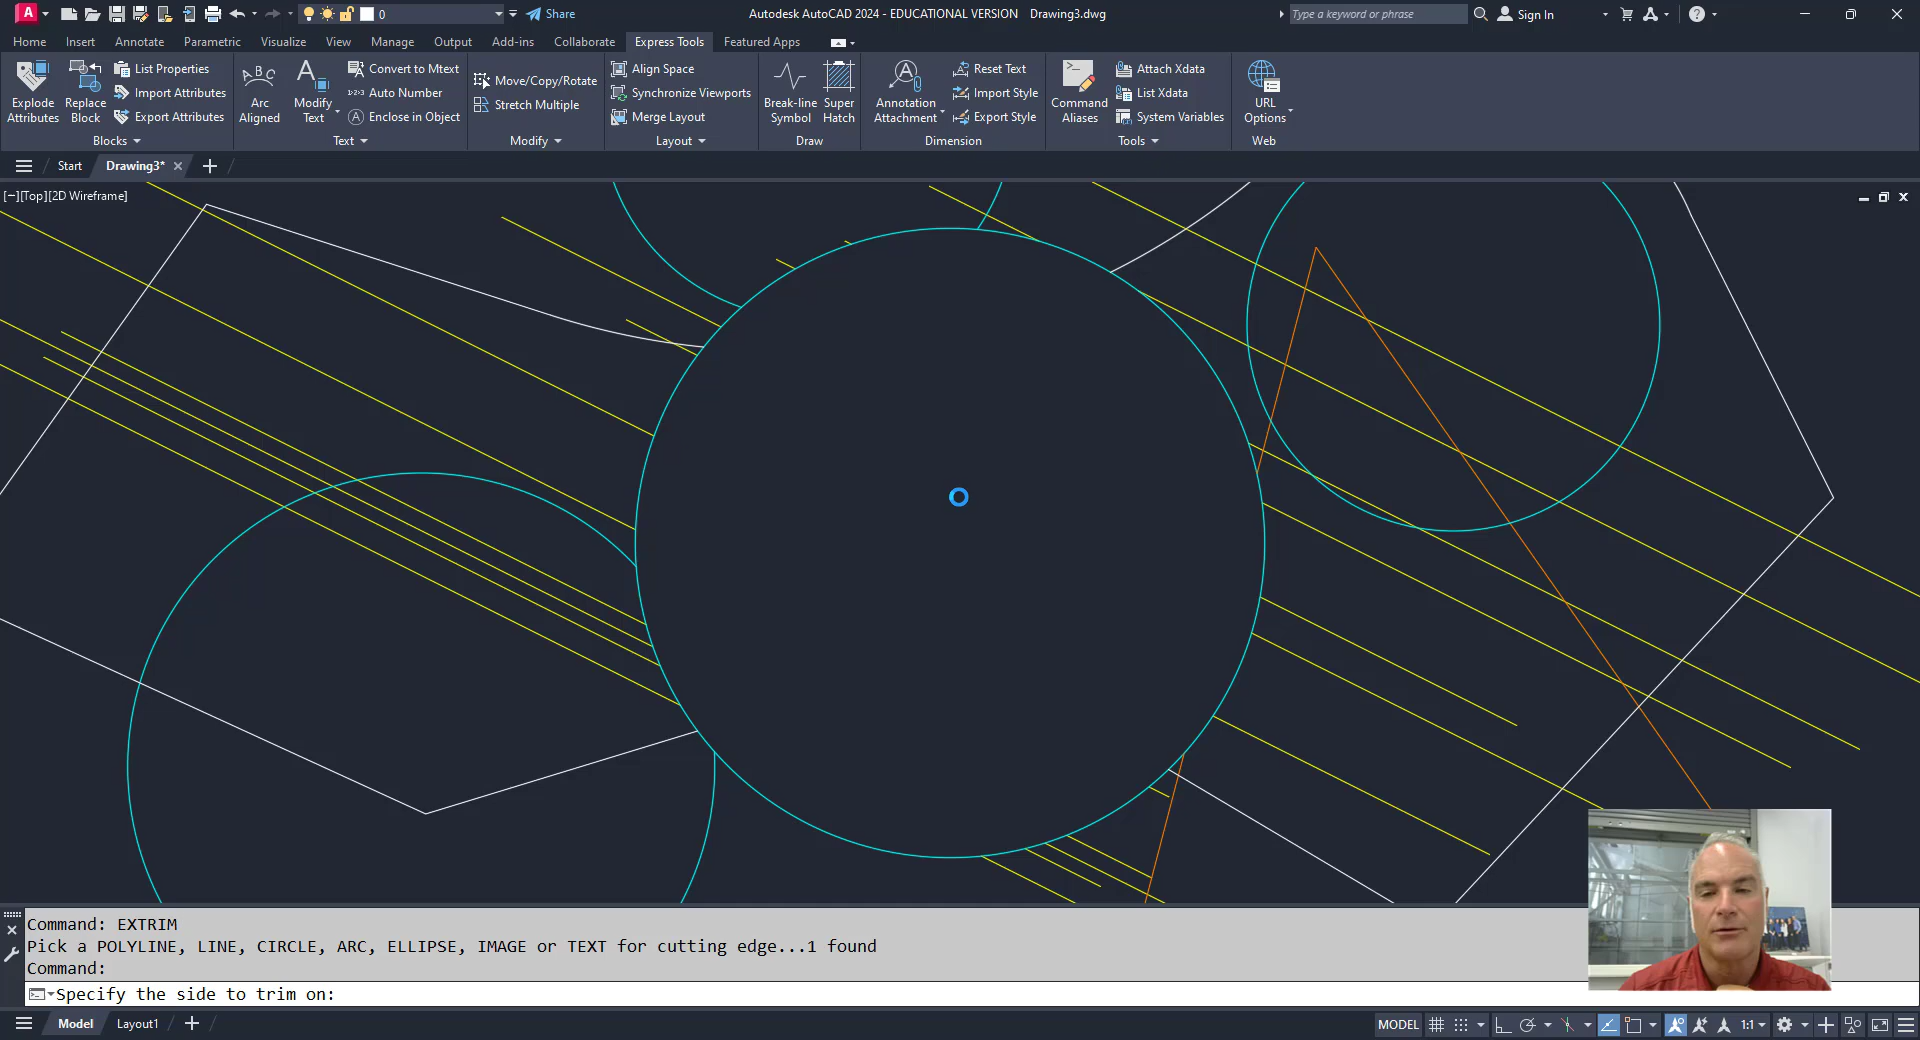 A
0
Share
Autodesk AutoCAD 2024 - EDUCATIONAL VERSION Drawing3.dwg
Type a keyword or phrase
Sign In
Home Insert Annotate Parametric Visualize View Manage Output Add-ins Collaborate Express Tools Featured Apps
Explode Attributes
Replace Block
List Properties
Import Attributes
Export Attributes
Blocks
Arc Aligned
Modify Text
Convert to Mtext
Auto Number
Enclose in Object
Text
Move/Copy/Rotate
Stretch Multiple
Modify
Align Space
Synchronize Viewports
Merge Layout
Layout
Break-line Symbol
Super Hatch
Draw
Annotation Attachment
Reset Text
Import Style
Export Style
Dimension
Command Aliases
Attach Xdata
List Xdata
System Variables
Tools
URL Options
Web
Start Drawing3*
[−][Top][2D Wireframe]
Command: EXTRIM
Pick a POLYLINE, LINE, CIRCLE, ARC, ELLIPSE, IMAGE or TEXT for cutting edge...1 found
Command:
Specify the side to trim on:
Model Layout1
MODEL 1:1